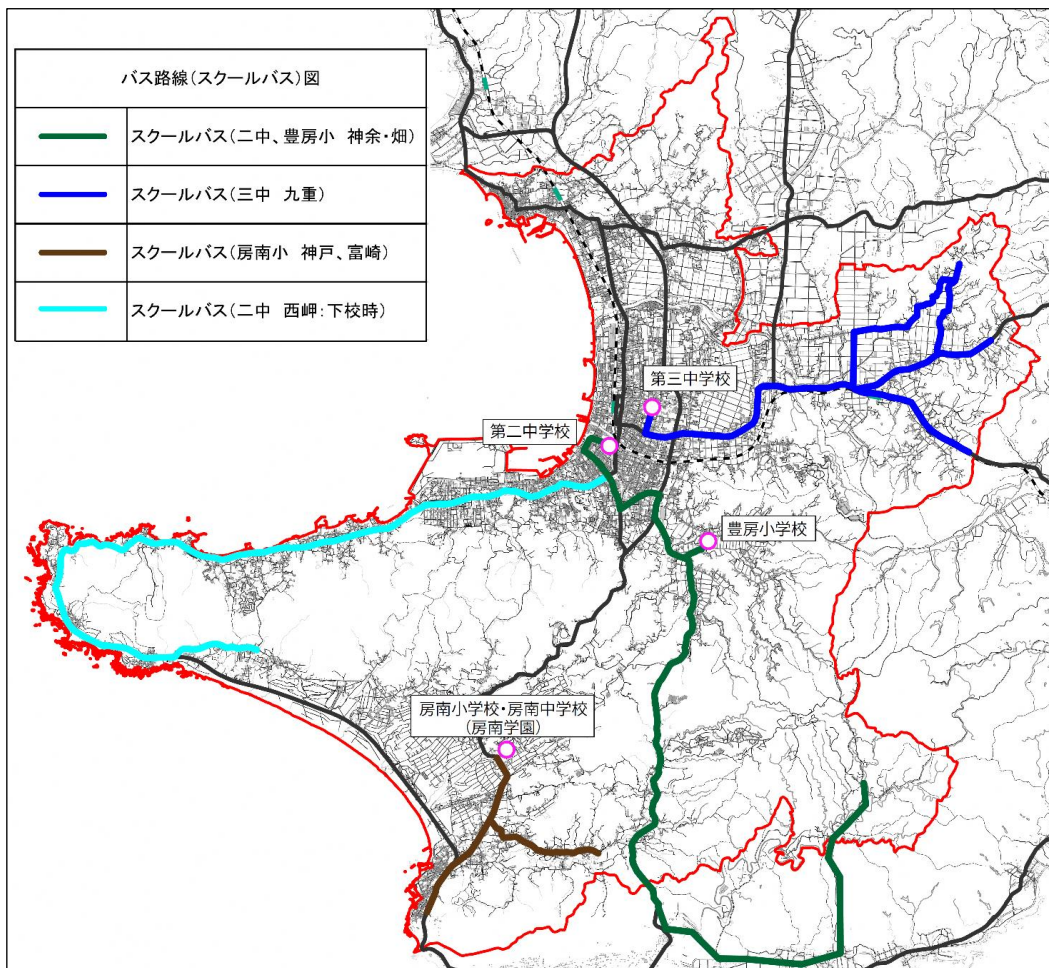 バス路線(スクールバス)図
スクールバス(二中、豊房小 神余・畑)
スクールバス(三中 九重)
スクールバス(房南小 神戸、富崎)
スクールバス(二中 西岬:下校時)
第三中学校
第二中学校
豊房小学校
房南小学校・房南中学校
(房南学園)